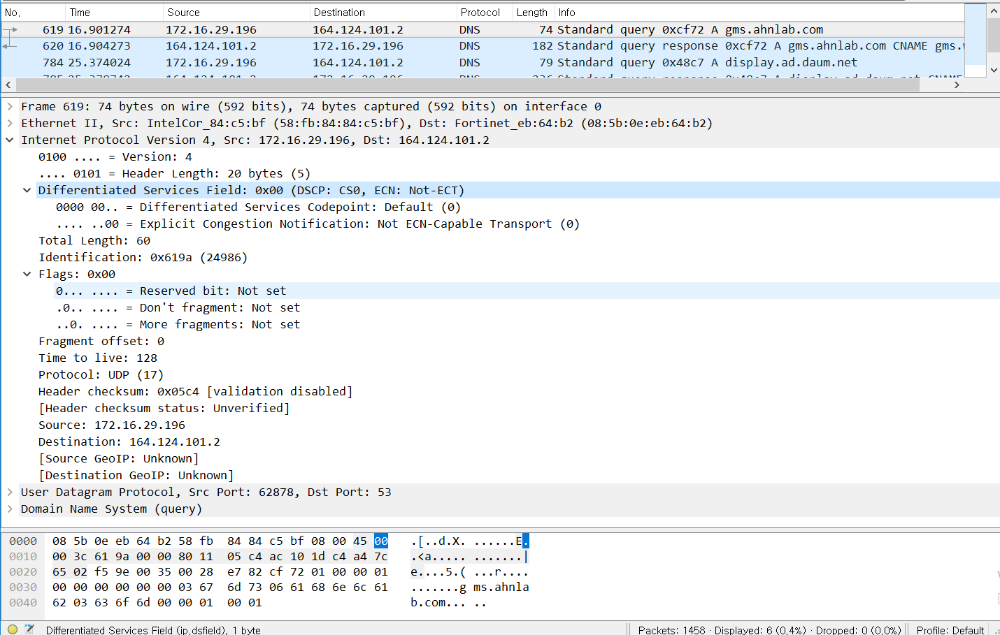 No. Time Source Destination Protocol Length Info
619 16.901274 172.16.29.196 164.124.101.2 DNS 74 Standard query 0xcf72 A gms.ahnlab.com
620 16.904273 164.124.101.2 172.16.29.196 DNS 182 Standard query response 0xcf72 A gms.ahnlab.com CNAME gms.
784 25.374024 172.16.29.196 164.124.101.2 DNS 79 Standard query 0x48c7 A display.ad.daum.net
Frame 619: 74 bytes on wire (592 bits), 74 bytes captured (592 bits) on interface 0
Ethernet II, Src: IntelCor_84:c5:bf (58:fb:84:84:c5:bf), Dst: Fortinet_eb:64:b2 (08:5b:0e:eb:64:b2)
Internet Protocol Version 4, Src: 172.16.29.196, Dst: 164.124.101.2
0100 .... = Version: 4
.... 0101 = Header Length: 20 bytes (5)
Differentiated Services Field: 0x00 (DSCP: CS0, ECN: Not-ECT)
0000 00.. = Differentiated Services Codepoint: Default (0)
.... ..00 = Explicit Congestion Notification: Not ECN-Capable Transport (0)
Total Length: 60
Identification: 0x619a (24986)
Flags: 0x00
0... .... = Reserved bit: Not set
.0.. .... = Don't fragment: Not set
..0. .... = More fragments: Not set
Fragment offset: 0
Time to live: 128
Protocol: UDP (17)
Header checksum: 0x05c4 [validation disabled]
[Header checksum status: Unverified]
Source: 172.16.29.196
Destination: 164.124.101.2
[Source GeoIP: Unknown]
[Destination GeoIP: Unknown]
User Datagram Protocol, Src Port: 62878, Dst Port: 53
Domain Name System (query)
0000 08 5b 0e eb 64 b2 58 fb 84 84 c5 bf 08 00 45 00 .[..d.X. ......E.
0010 00 3c 61 9a 00 00 80 11 05 c4 ac 10 1d c4 a4 7c .<a..... .......|
0020 65 02 f5 9e 00 35 00 28 e7 82 cf 72 01 00 00 01 e....5.( ...r....
0030 00 00 00 00 00 00 03 67 6d 73 06 61 68 6e 6c 61 .......g ms.ahnla
0040 62 03 63 6f 6d 00 00 01 00 01 b.com... ..
Differentiated Services Field (ip.dsfield), 1 byte Packets: 1458 · Displayed: 6 (0.4%) · Dropped: 0 (0.0%) Profile: Default